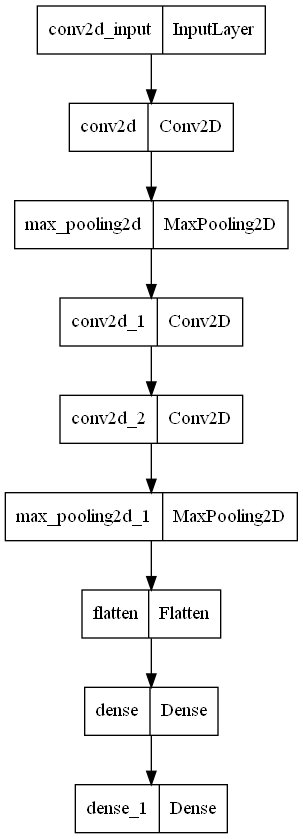 conv2d_input InputLayer
conv2d Conv2D
max_pooling2d MaxPooling2D
conv2d_1 Conv2D
conv2d_2 Conv2D
max_pooling2d_1 MaxPooling2D
flatten Flatten
dense Dense
dense_1 Dense